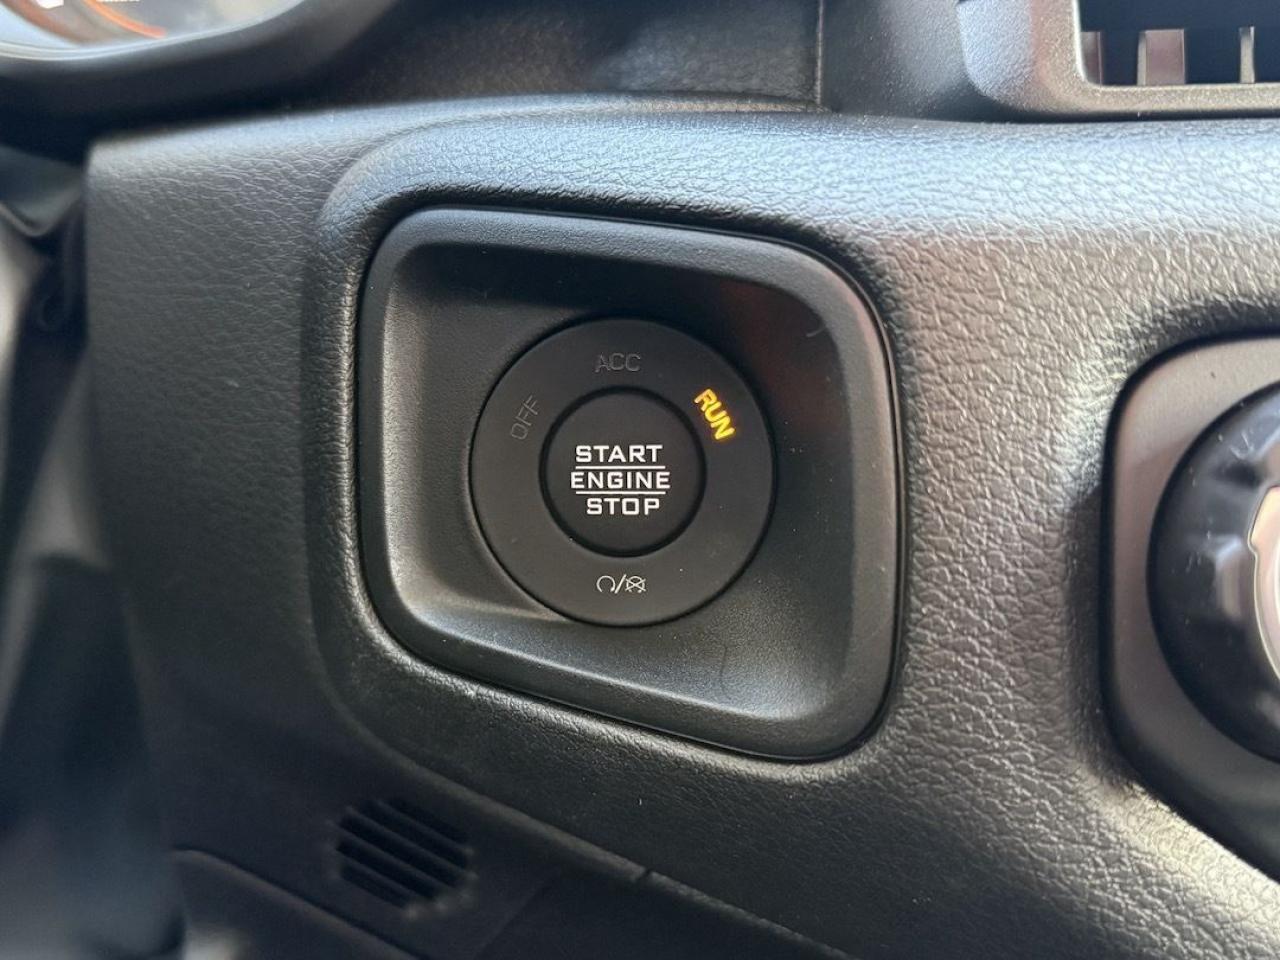 ACC
OFF
RUN
START
ENGINE
STOP